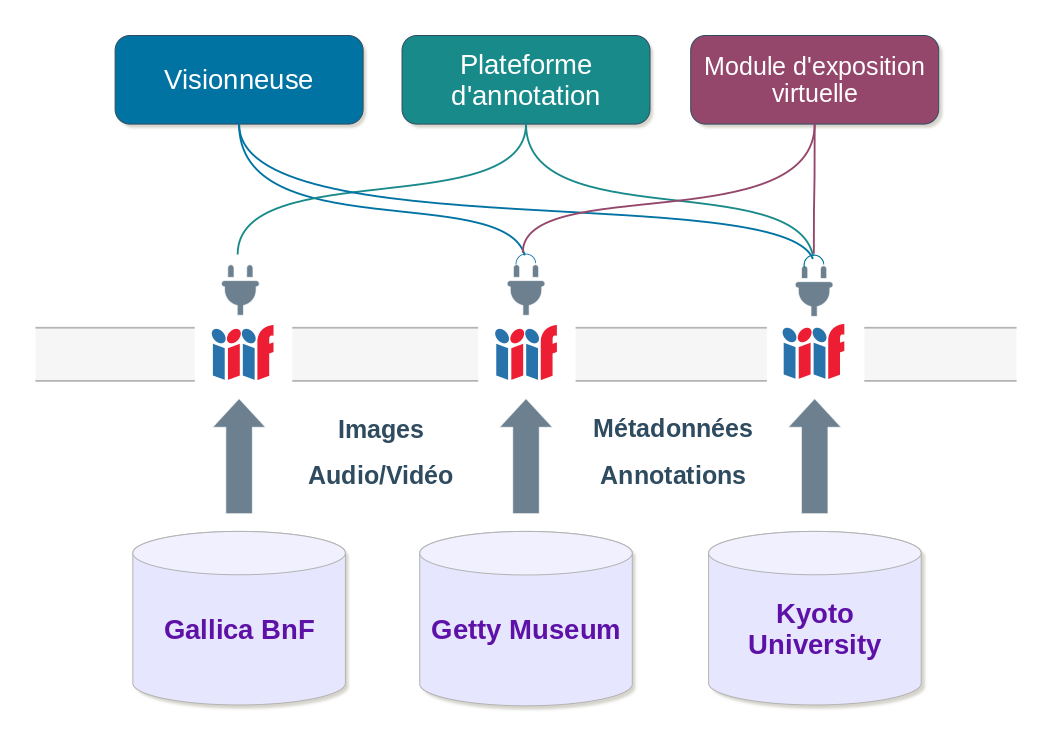 Visionneuse
Plateforme
d'annotation
Module d'exposition
virtuelle
iiif
iiif
iiif
Images
Métadonnées
Audio/Vidéo
Annotations
Gallica BnF
Getty Museum
Kyoto
University